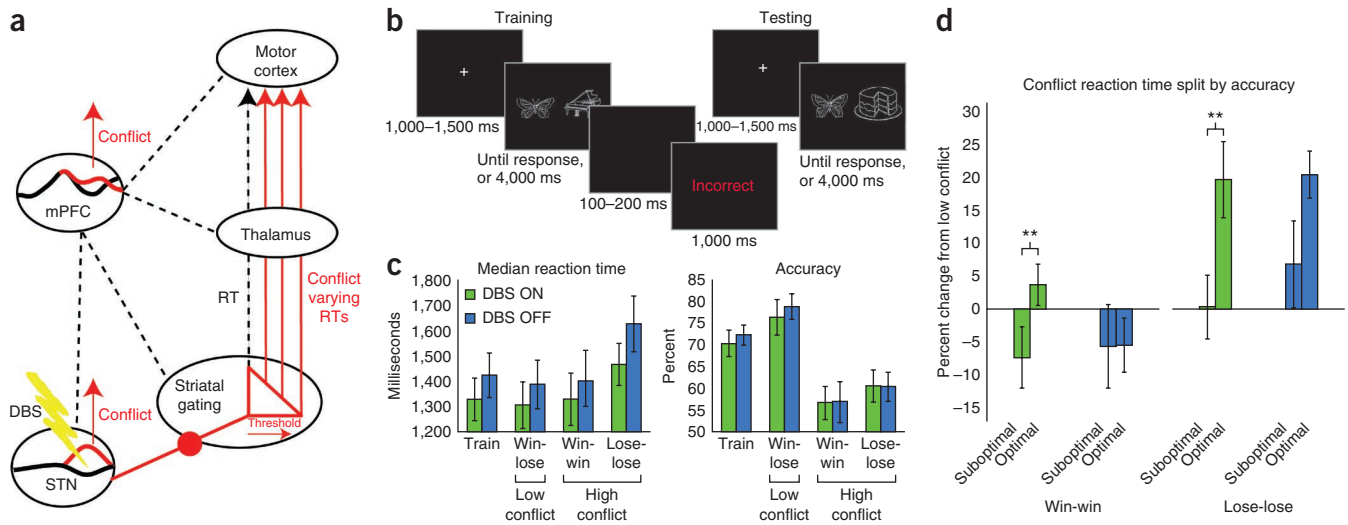 a
Motor
cortex
Conflict
mPFC
Thalamus
RT
Conflict
varying
RTs
Striatal
gating
Threshold
DBS
Conflict
STN
b
Training
1,000–1,500 ms
Until response,
or 4,000 ms
100–200 ms
Incorrect
1,000 ms
Testing
1,000–1,500 ms
Until response,
or 4,000 ms
c
Median reaction time
DBS ON
DBS OFF
Milliseconds
1,800
1,700
1,600
1,500
1,400
1,300
1,200
Train
Win-
lose
Win-
win
Lose-
lose
Low
conflict
High
conflict
Accuracy
Percent
85
80
75
70
65
60
55
50
Train
Win-
lose
Win-
win
Lose-
lose
Low
conflict
High
conflict
d
Conflict reaction time split by accuracy
Percent change from low conflict
30
25
20
15
10
5
0
−5
−10
−15
**
**
Suboptimal
Optimal
Suboptimal
Optimal
Suboptimal
Optimal
Suboptimal
Optimal
Win-win
Lose-lose